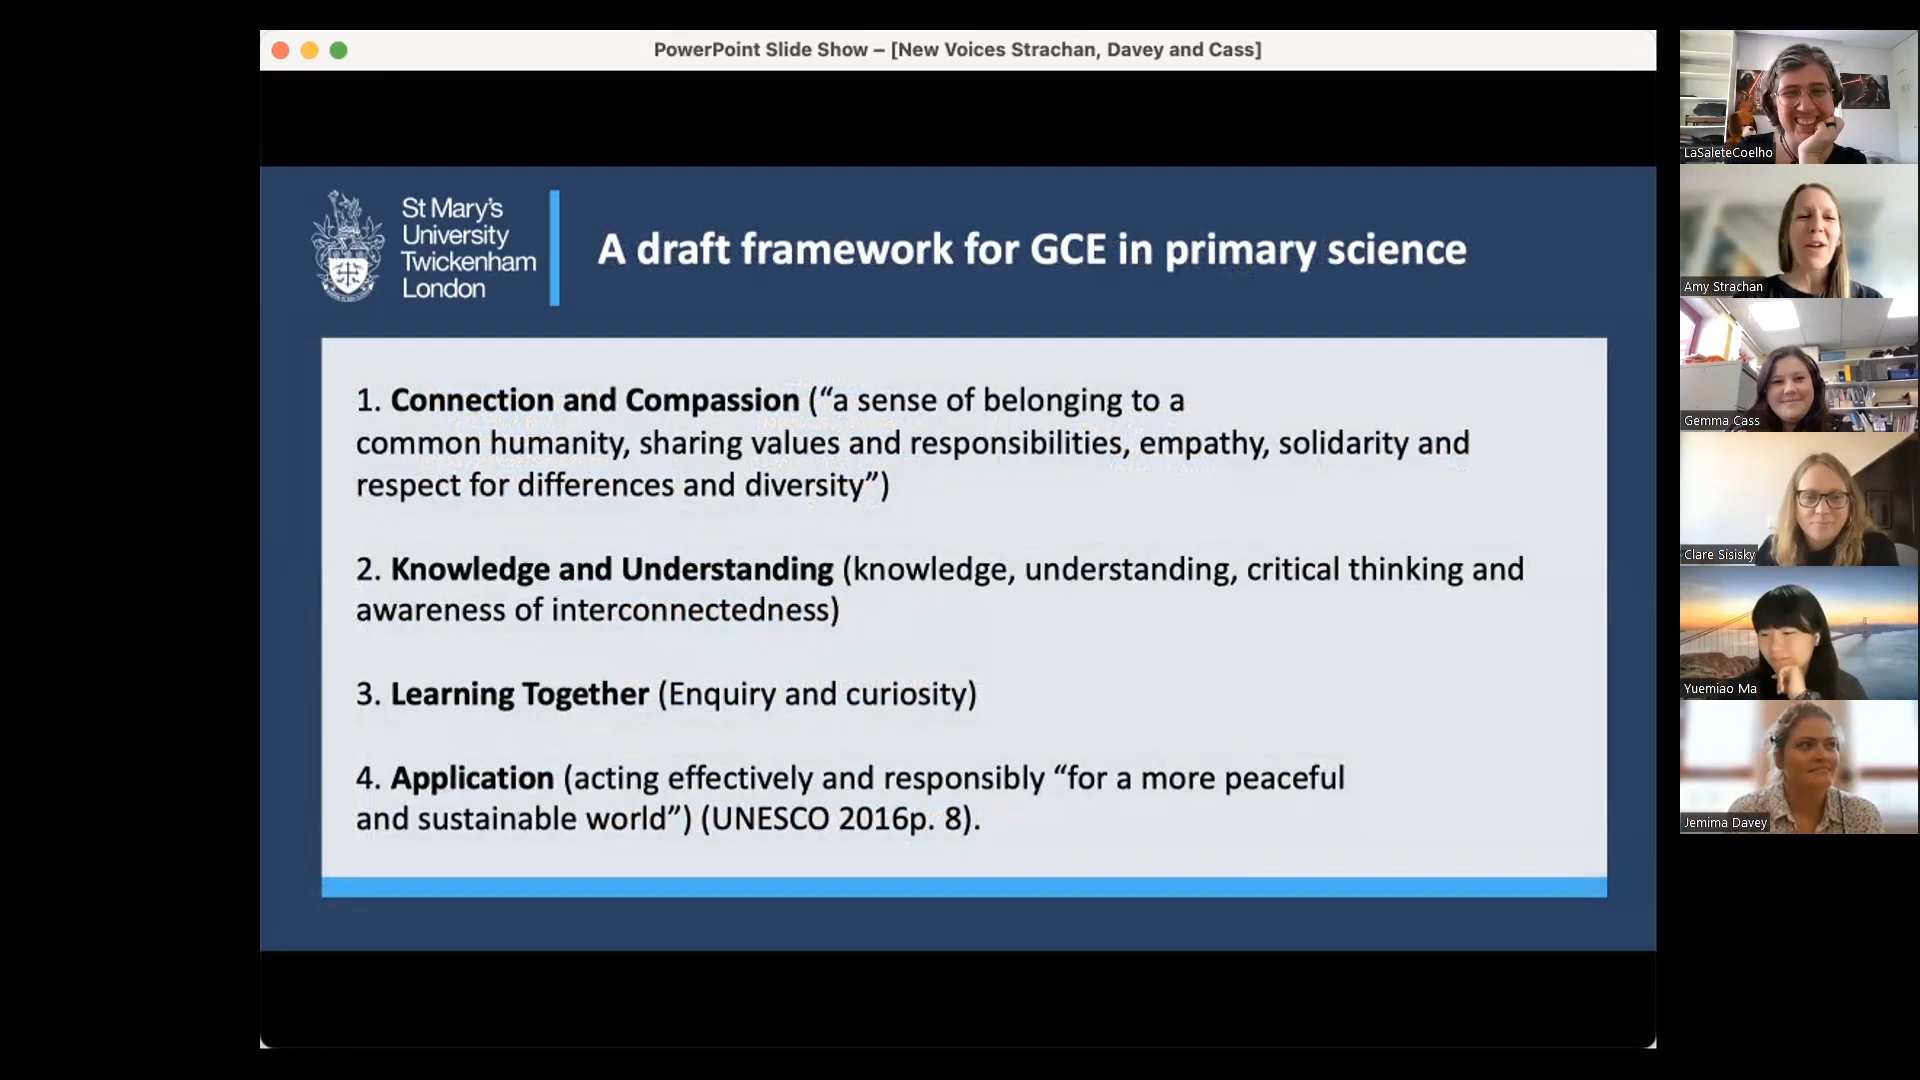 PowerPoint Slide Show – [New Voices Strachan, Davey and Cass]
St Mary's
University
Twickenham
London
A draft framework for GCE in primary science
1. Connection and Compassion (“a sense of belonging to a
common humanity, sharing values and responsibilities, empathy, solidarity and
respect for differences and diversity”)
2. Knowledge and Understanding (knowledge, understanding, critical thinking and
awareness of interconnectedness)
3. Learning Together (Enquiry and curiosity)
4. Application (acting effectively and responsibly “for a more peaceful
and sustainable world”) (UNESCO 2016p. 8).
LaSaleteCoelho
Amy Strachan
Gemma Cass
Clare Sisisky
Yuemiao Ma
Jemima Davey